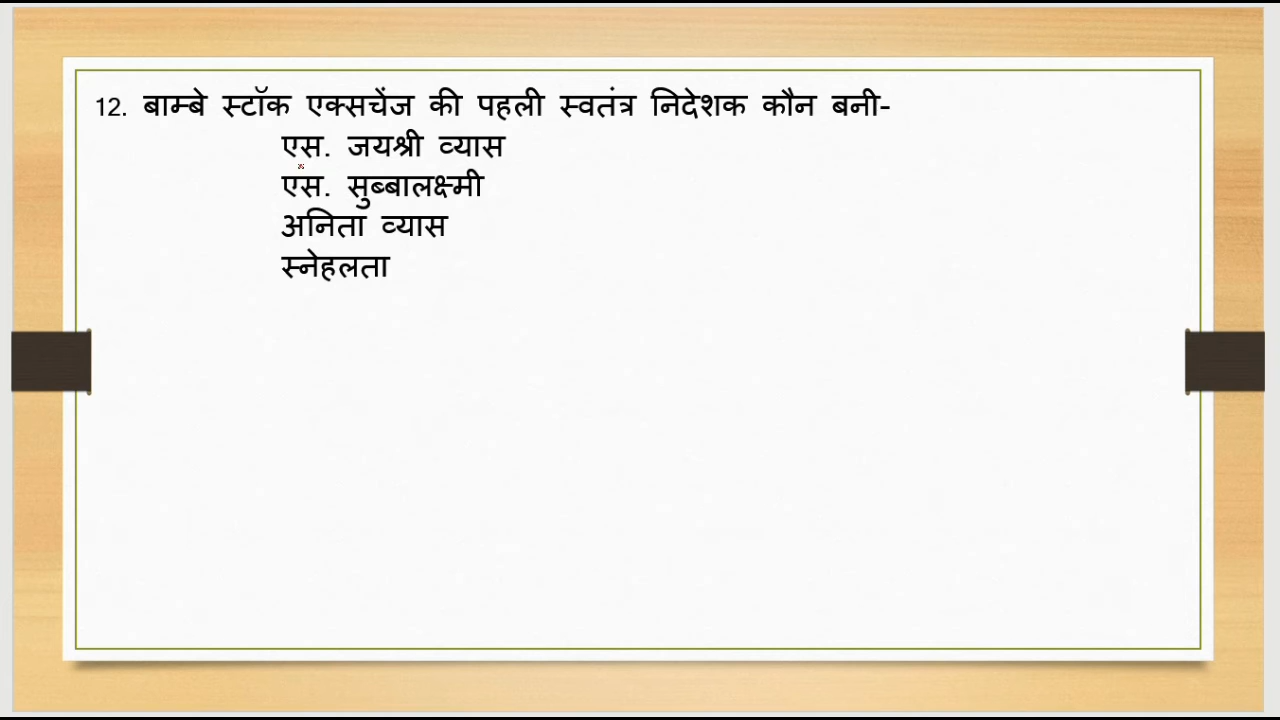 12. बाम्बे स्टॉक एक्सचेंज की पहली स्वतंत्र निदेशक कौन बनी-
एस. जयश्री व्यास
एस. सुब्बालक्ष्मी
अनिता व्यास
स्नेहलता